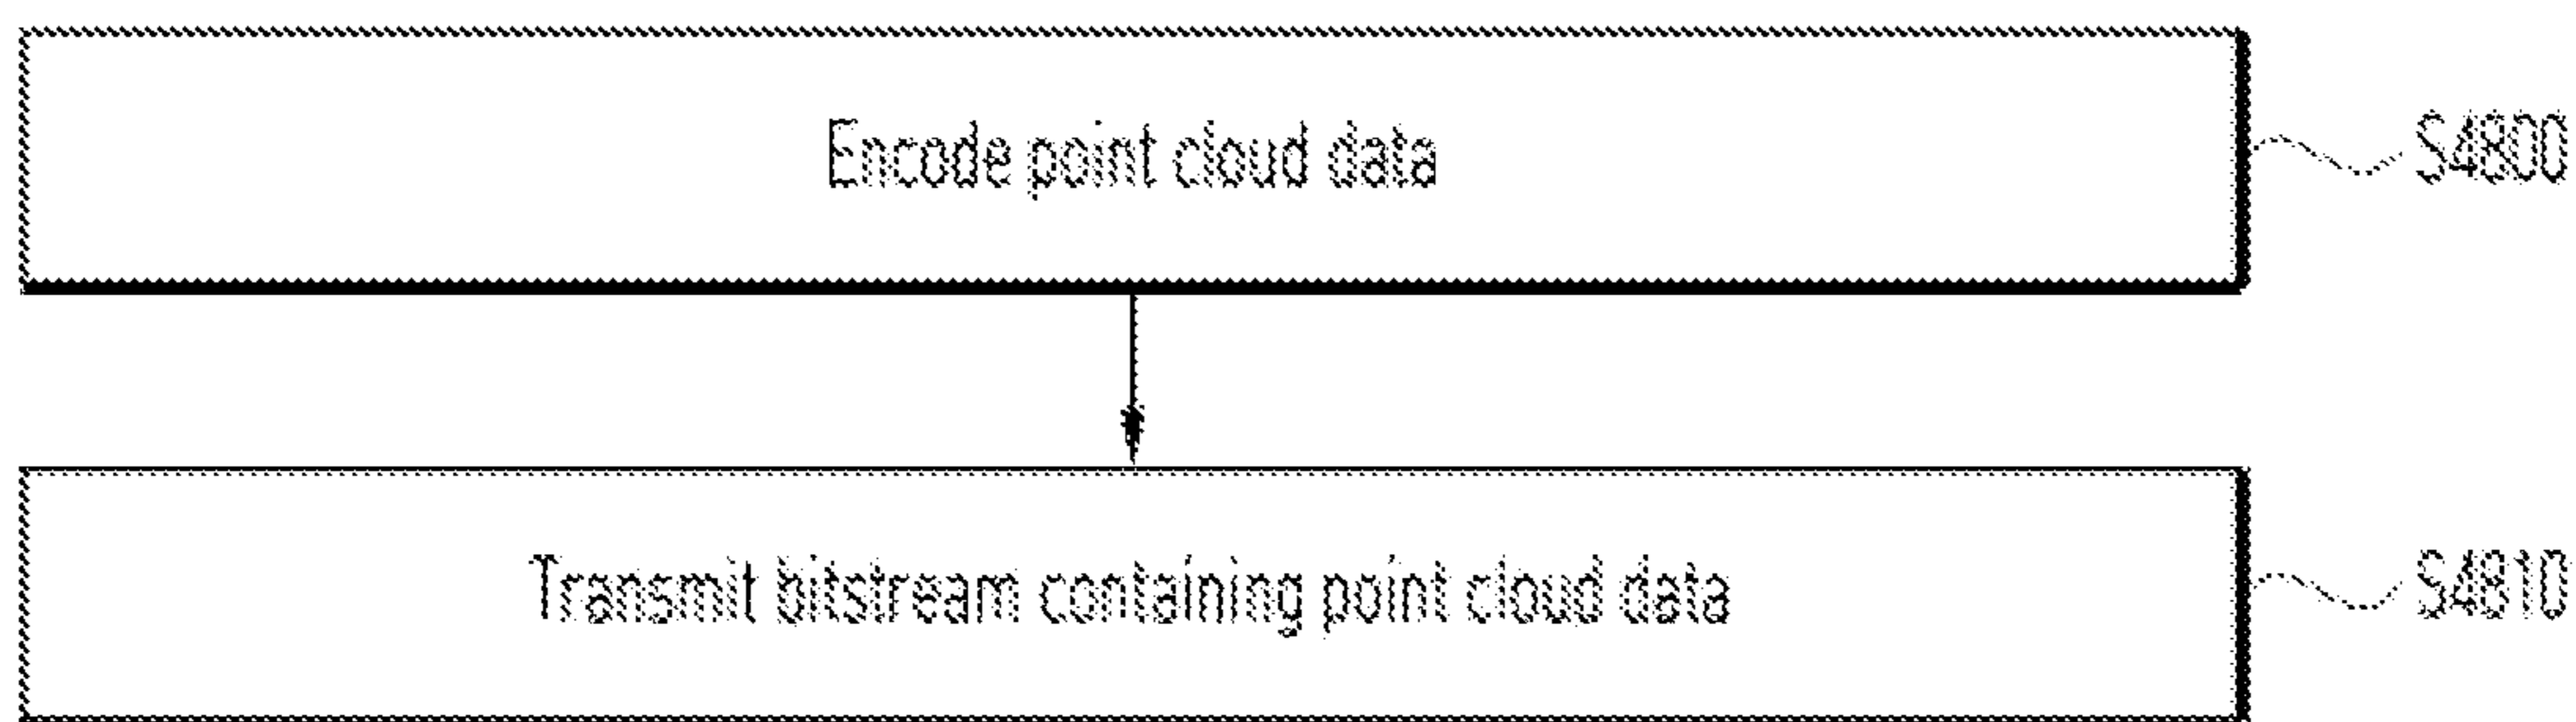 Encode point cloud data
S4800
Transmit bitstream containing point cloud data
S4810